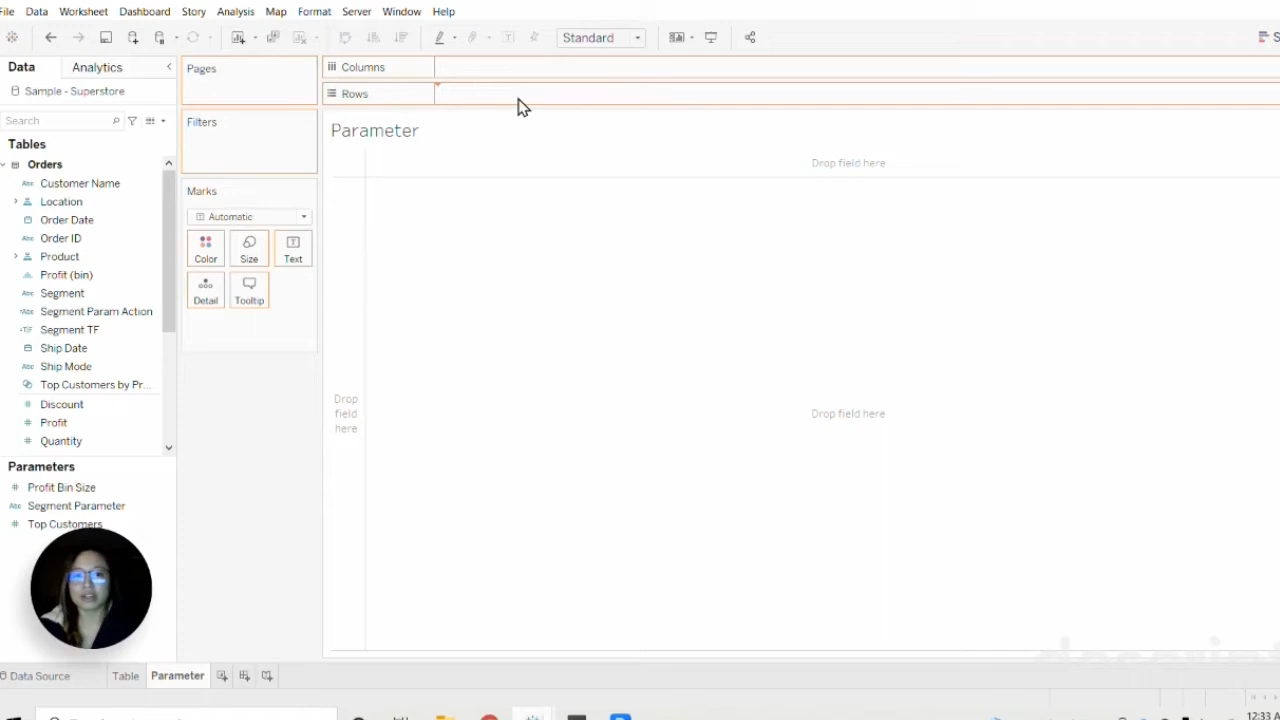 File Data Worksheet Dashboard Story Analysis Map Format Server Window Help
Standard
Data Analytics
Pages
Columns
Sample - Superstore
Rows
Search
Filters
Parameter
Tables
Orders
Drop field here
Customer Name
Marks
Location
Automatic
Order Date
Order ID
Color Size Text
Product
Profit (bin)
Segment
Detail Tooltip
Segment Param Action
Segment TF
Ship Date
Ship Mode
Top Customers by Pr...
Discount
Drop
field
here
Drop field here
Profit
Quantity
Parameters
Profit Bin Size
Segment Parameter
Top Customers
Data Source Table Parameter
12:33 A